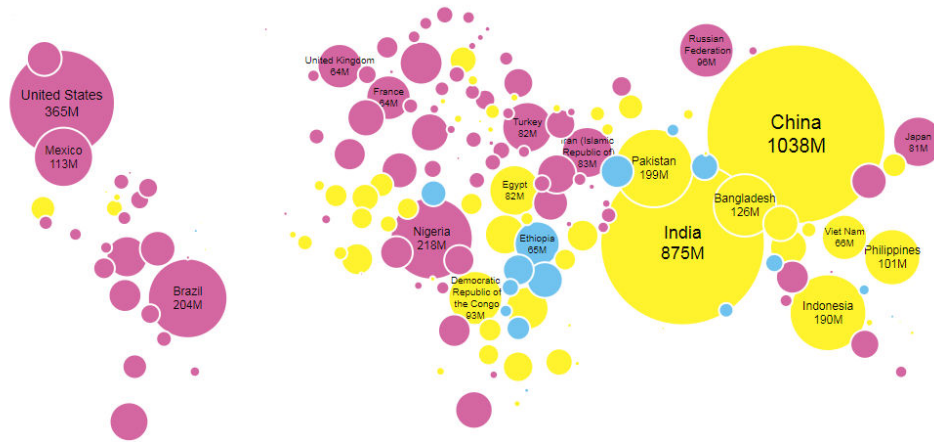 United States
365M
Mexico
113M
Brazil
204M
United Kingdom
64M
France
64M
Turkey
82M
Iran (Islamic
Republic of)
83M
Egypt
82M
Nigeria
218M
Ethiopia
65M
Democratic
Republic of
the Congo
93M
Russian
Federation
96M
China
1038M
Japan
81M
Pakistan
199M
Bangladesh
126M
India
875M
Viet Nam
66M
Philippines
101M
Indonesia
190M